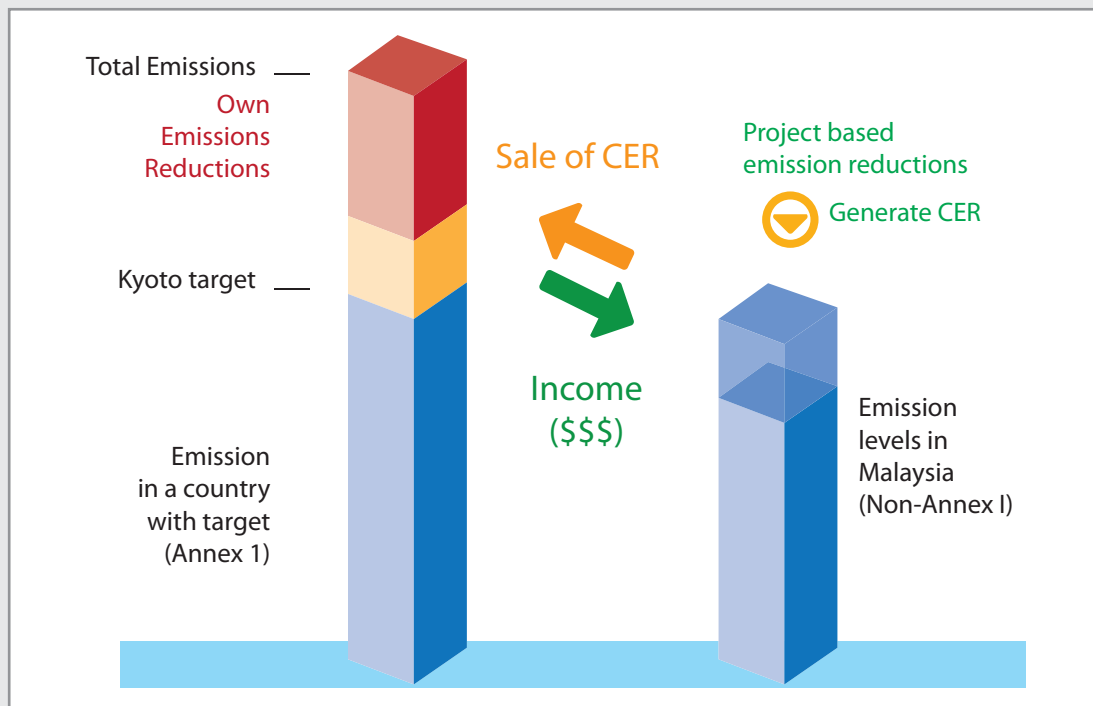 Total Emissions
Own
Emissions
Reductions
Kyoto target
Emission
in a country
with target
(Annex 1)
Sale of CER
Income
($$$)
Project based
emission reductions
Generate CER
Emission
levels in
Malaysia
(Non-Annex I)